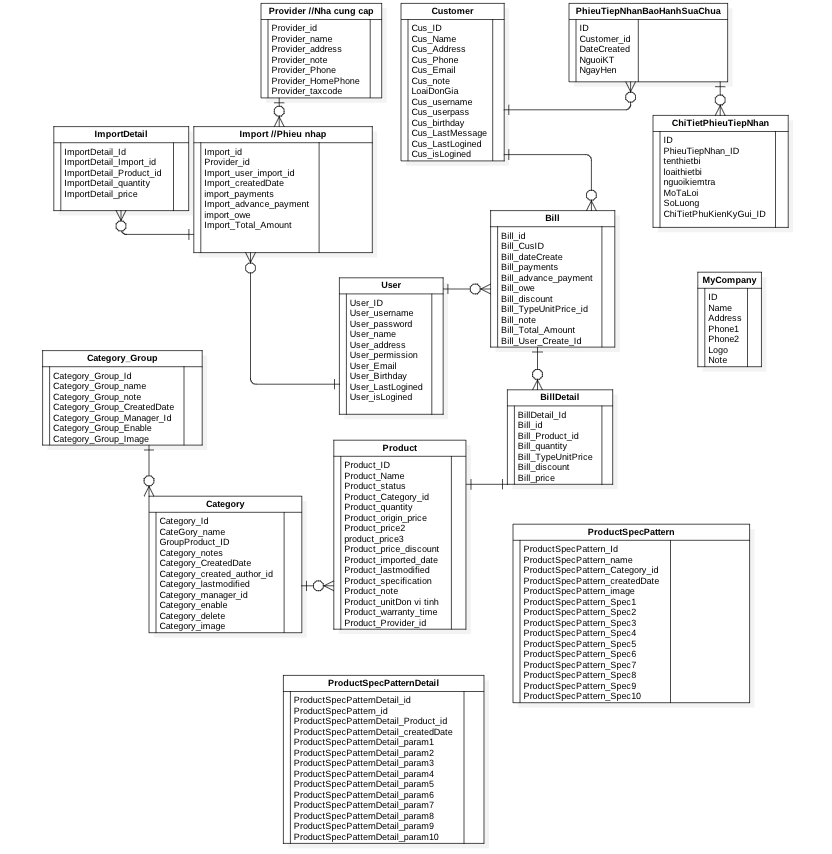 Provider //Nha cung cap
Provider_id
Provider_name
Provider_address
Provider_note
Provider_Phone
Provider_HomePhone
Provider_taxcode
Customer
Cus_ID
Cus_Name
Cus_Address
Cus_Phone
Cus_Email
Cus_note
LoaiDonGia
Cus_username
Cus_userpass
Cus_birthday
Cus_LastMessage
Cus_LastLogined
Cus_isLogined
PhieuTiepNhanBaoHanhSuaChua
ID
Customer_id
DateCreated
NguoiKT
NgayHen
ChiTietPhieuTiepNhan
ID
PhieuTiepNhan_ID
tenthietbi
loaithietbi
nguoikiemtra
MoTaLoi
SoLuong
ChiTietPhuKienKyGui_ID
ImportDetail
ImportDetail_Id
ImportDetail_Import_id
ImportDetail_Product_id
ImportDetail_quantity
ImportDetail_price
Import //Phieu nhap
Import_id
Provider_id
Import_user_import_id
Import_createdDate
import_payments
Import_advance_payment
import_owe
Import_Total_Amount
Bill
Bill_id
Bill_CusID
Bill_dateCreate
Bill_payments
Bill_advance_payment
Bill_owe
Bill_discount
Bill_TypeUnitPrice_id
Bill_note
Bill_Total_Amount
Bill_User_Create_Id
MyCompany
ID
Name
Address
Phone1
Phone2
Logo
Note
User
User_ID
User_username
User_password
User_name
User_address
User_permission
User_Email
User_Birthday
User_LastLogined
User_isLogined
Category_Group
Category_Group_Id
Category_Group_name
Category_Group_note
Category_Group_CreatedDate
Category_Group_Manager_Id
Category_Group_Enable
Category_Group_Image
BillDetail
BillDetail_Id
Bill_id
Bill_Product_id
Bill_quantity
Bill_TypeUnitPrice
Bill_discount
Bill_price
Product
Product_ID
Product_Name
Product_status
Product_Category_id
Product_quantity
Product_origin_price
Product_price2
product_price3
Product_price_discount
Product_imported_date
Product_lastmodified
Product_specification
Product_note
Product_unitDon vi tinh
Product_warranty_time
Product_Provider_id
Category
Category_Id
CateGory_name
GroupProduct_ID
Category_notes
Category_CreatedDate
Category_created_author_id
Category_lastmodified
Category_manager_id
Category_enable
Category_delete
Category_image
ProductSpecPattern
ProductSpecPattern_Id
ProductSpecPattern_name
ProductSpecPattern_Category_id
ProductSpecPattern_createdDate
ProductSpecPattern_image
ProductSpecPattern_Spec1
ProductSpecPattern_Spec2
ProductSpecPattern_Spec3
ProductSpecPattern_Spec4
ProductSpecPattern_Spec5
ProductSpecPattern_Spec6
ProductSpecPattern_Spec7
ProductSpecPattern_Spec8
ProductSpecPattern_Spec9
ProductSpecPattern_Spec10
ProductSpecPatternDetail
ProductSpecPatternDetail_id
ProductSpecPattern_id
ProductSpecPatternDetail_Product_id
ProductSpecPatternDetail_createdDate
ProductSpecPatternDetail_param1
ProductSpecPatternDetail_param2
ProductSpecPatternDetail_param3
ProductSpecPatternDetail_param4
ProductSpecPatternDetail_param5
ProductSpecPatternDetail_param6
ProductSpecPatternDetail_param7
ProductSpecPatternDetail_param8
ProductSpecPatternDetail_param9
ProductSpecPatternDetail_param10